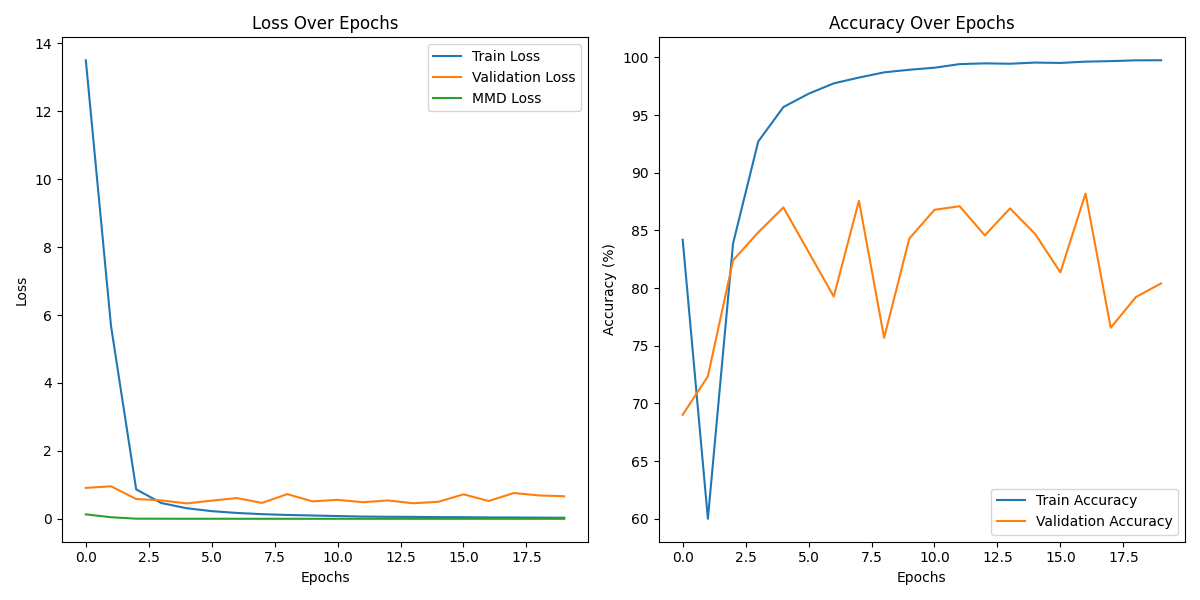 Loss Over Epochs
14
12
10
8
6
4
2
0
Loss
0.0 2.5 5.0 7.5 10.0 12.5 15.0 17.5
Epochs
Train Loss
Validation Loss
MMD Loss
Accuracy Over Epochs
100
95
90
85
80
75
70
65
60
Accuracy (%)
0.0 2.5 5.0 7.5 10.0 12.5 15.0 17.5
Epochs
Train Accuracy
Validation Accuracy